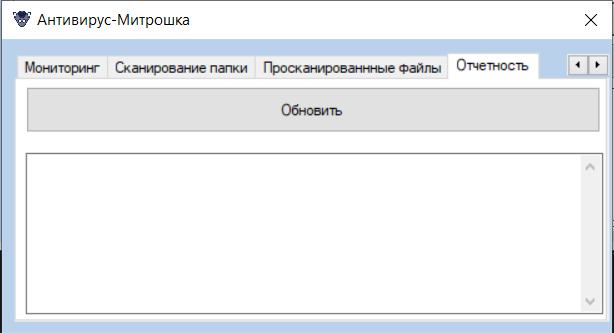 Антивирус-Митрошка
Мониторинг Сканирование папки Просканированнные файлы Отчетность
Обновить